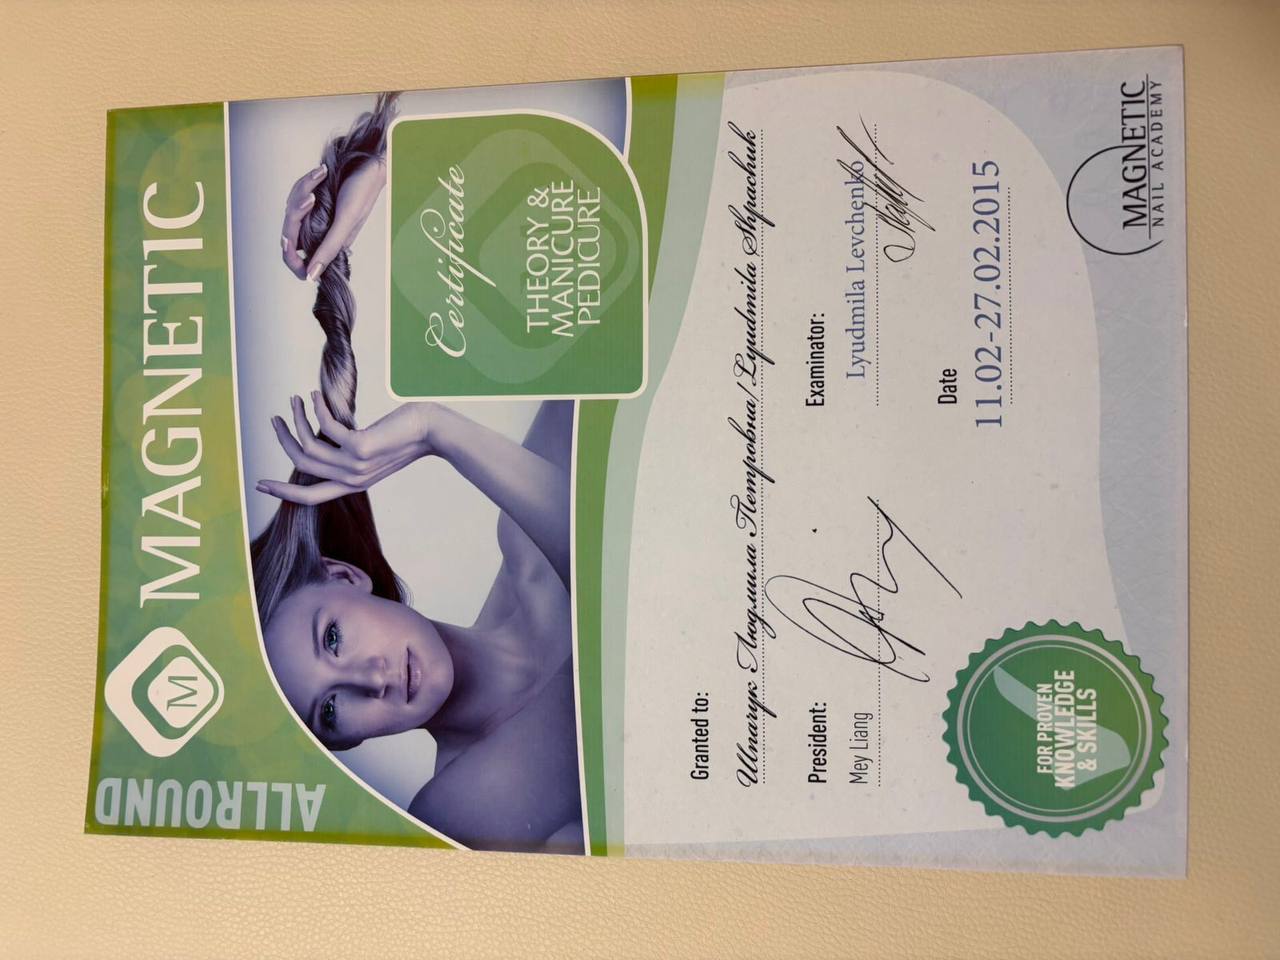 ALLROUND
M
MAGNETIC
Certificate
THEORY &
MANICURE
PEDICURE
Granted to:
Шпачук Людмила Петровна/Lyudmila Shpachuk
President:
Mey Liang
Examinator:
Lyudmila Levchenko
Date
11.02-27.02.2015
FOR PROVEN
KNOWLEDGE
& SKILLS
MAGNETIC
NAIL ACADEMY